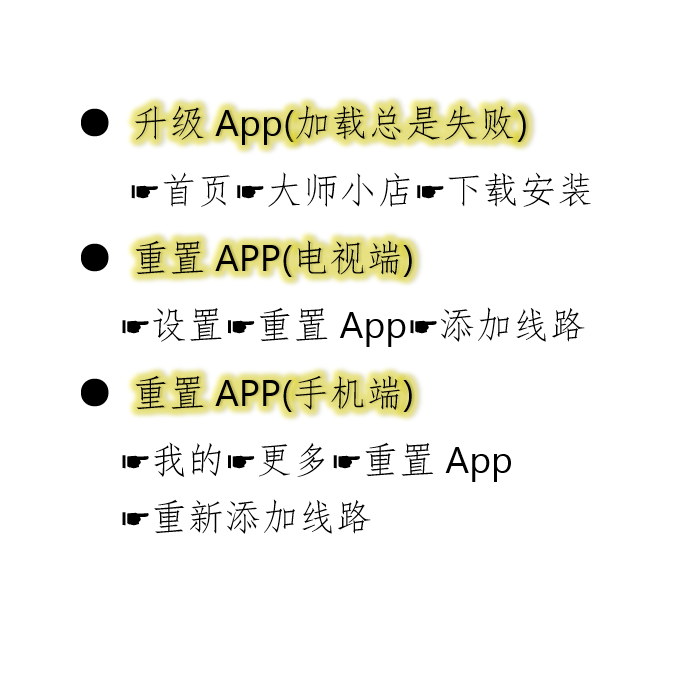 ● 升级 App(加载总是失败)
☛首页☛大师小店☛下载安装
● 重置 APP(电视端)
☛设置☛重置 App☛添加线路
● 重置 APP(手机端)
☛我的☛更多☛重置 App
☛重新添加线路